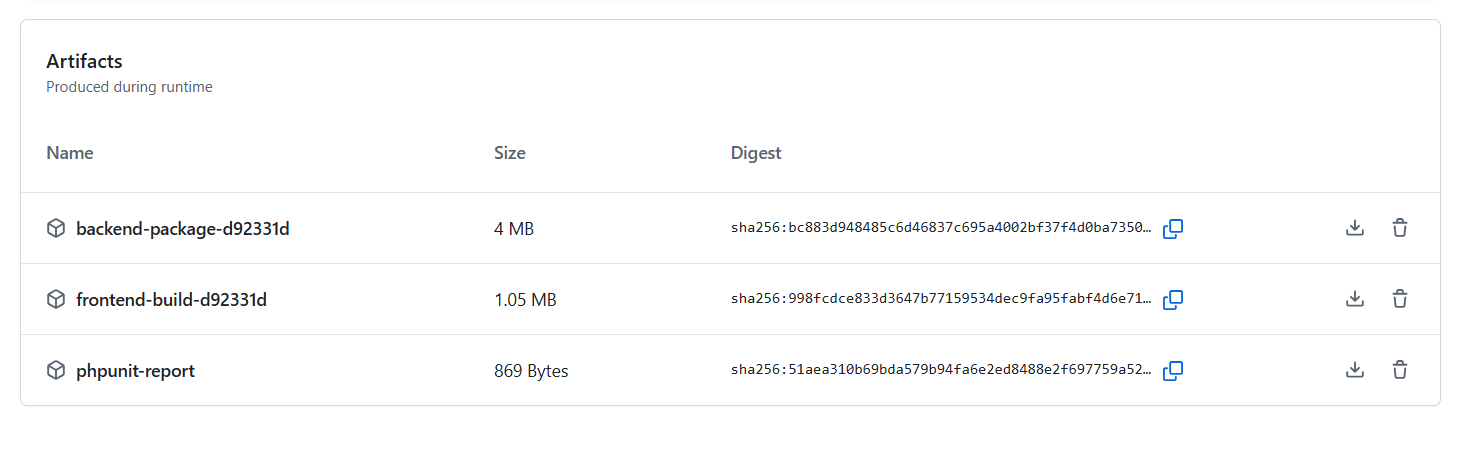 Artifacts
Produced during runtime
Name Size Digest
backend-package-d92331d 4 MB sha256:bc883d948485c6d46837c695a4002bf37f4d0ba7350…
frontend-build-d92331d 1.05 MB sha256:998fcdce833d3647b77159534dec9fa95fabf4d6e71…
phpunit-report 869 Bytes sha256:51aea310b69bda579b94fa6e2ed8488e2f697759a52…